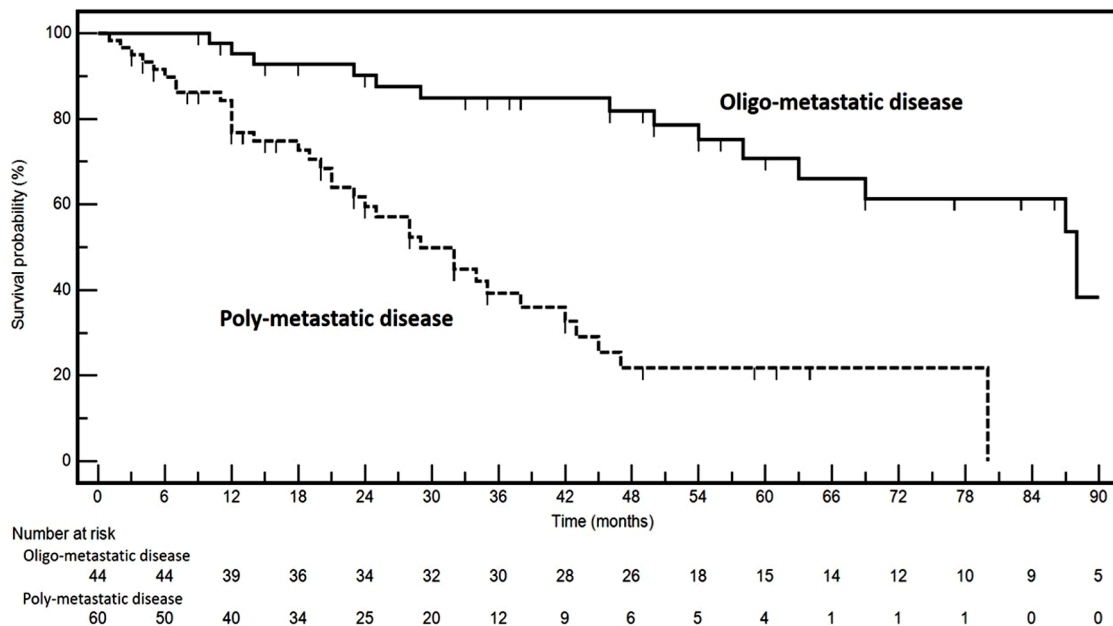 100
80
60
40
20
0
Survival probability (%)
Oligo-metastatic disease
Poly-metastatic disease
0 6 12 18 24 30 36 42 48 54 60 66 72 78 84 90
Time (months)
Number at risk
Oligo-metastatic disease
44 44 39 36 34 32 30 28 26 18 15 14 12 10 9 5
Poly-metastatic disease
60 50 40 34 25 20 12 9 6 5 4 1 1 1 0 0